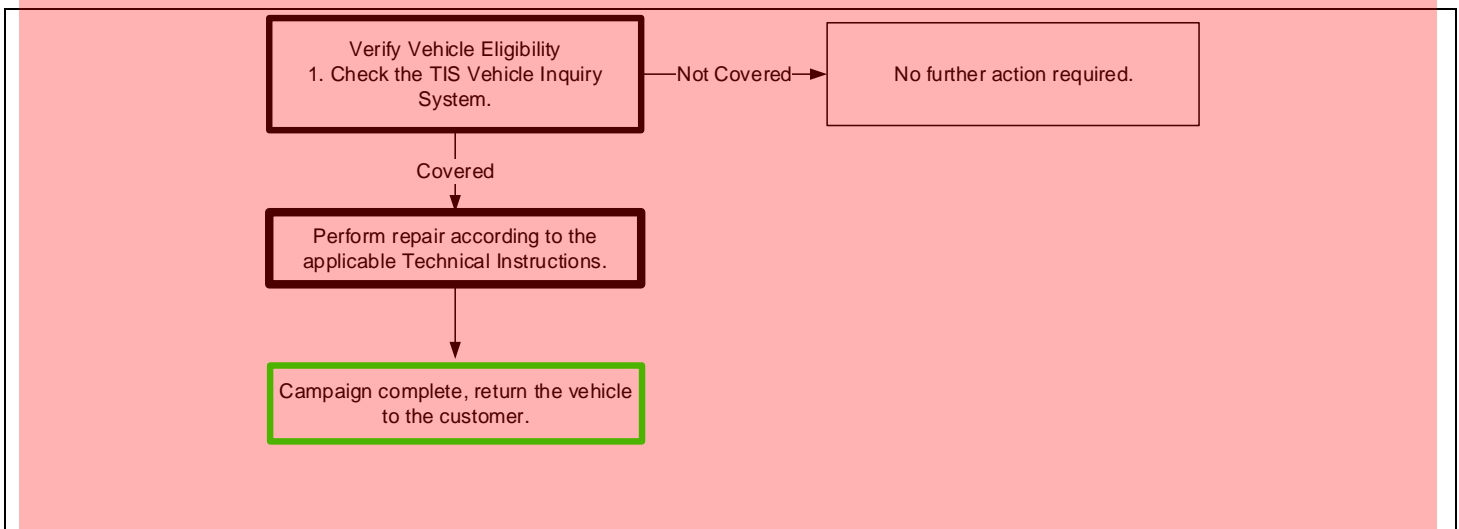 Verify Vehicle Eligibility
1. Check the TIS Vehicle Inquiry
System.
Not Covered
No further action required.
Covered
Perform repair according to the
applicable Technical Instructions.
Campaign complete, return the vehicle
to the customer.